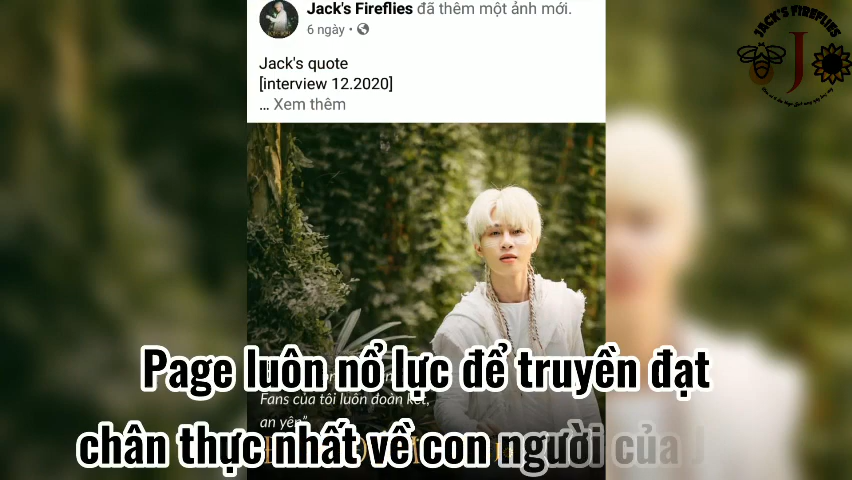 Jack's Fireflies đã thêm một ảnh mới.
6 ngày
Jack's quote
[interview 12.2020]
... Xem thêm
JACK'S FIREFLIES
J
Page luôn nổ lực để truyền đạt
Fans của tôi luôn đoàn kết,
an yên”
chân thực nhất về con người của J